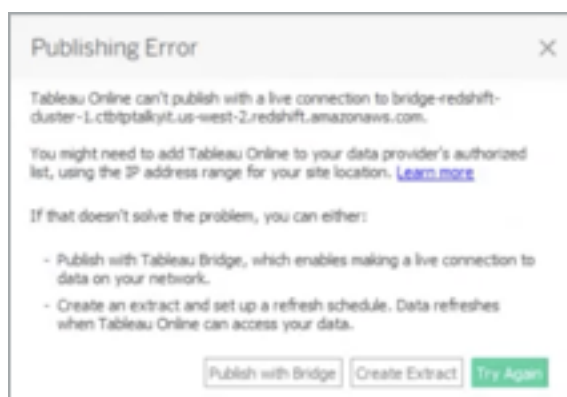 Publishing Error
Tableau Online can't publish with a live connection to bridge-redshift-
cluster-1.ctbtptalkyit.us-west-2.redshift.amazonaws.com.
You might need to add Tableau Online to your data provider's authorized
list, using the IP address range for your site location. Learn more
If that doesn't solve the problem, you can either:
- Publish with Tableau Bridge, which enables making a live connection to
data on your network.
- Create an extract and set up a refresh schedule. Data refreshes
when Tableau Online can access your data.
Publish with Bridge Create Extract Try Again